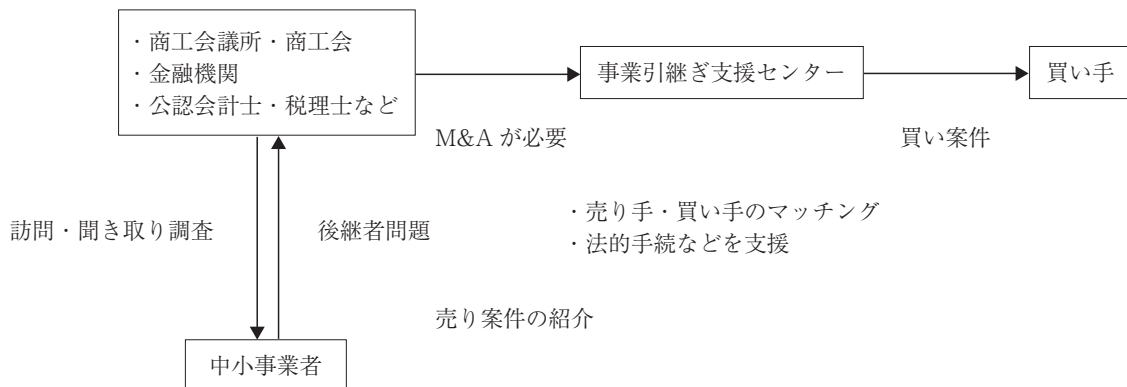 ・商工会議所・商工会
・金融機関
・公認会計士・税理士など
事業引継ぎ支援センター
買い手
M&A が必要
買い案件
訪問・聞き取り調査
後継者問題
・売り手・買い手のマッチング
・法的手続などを支援
売り案件の紹介
中小事業者